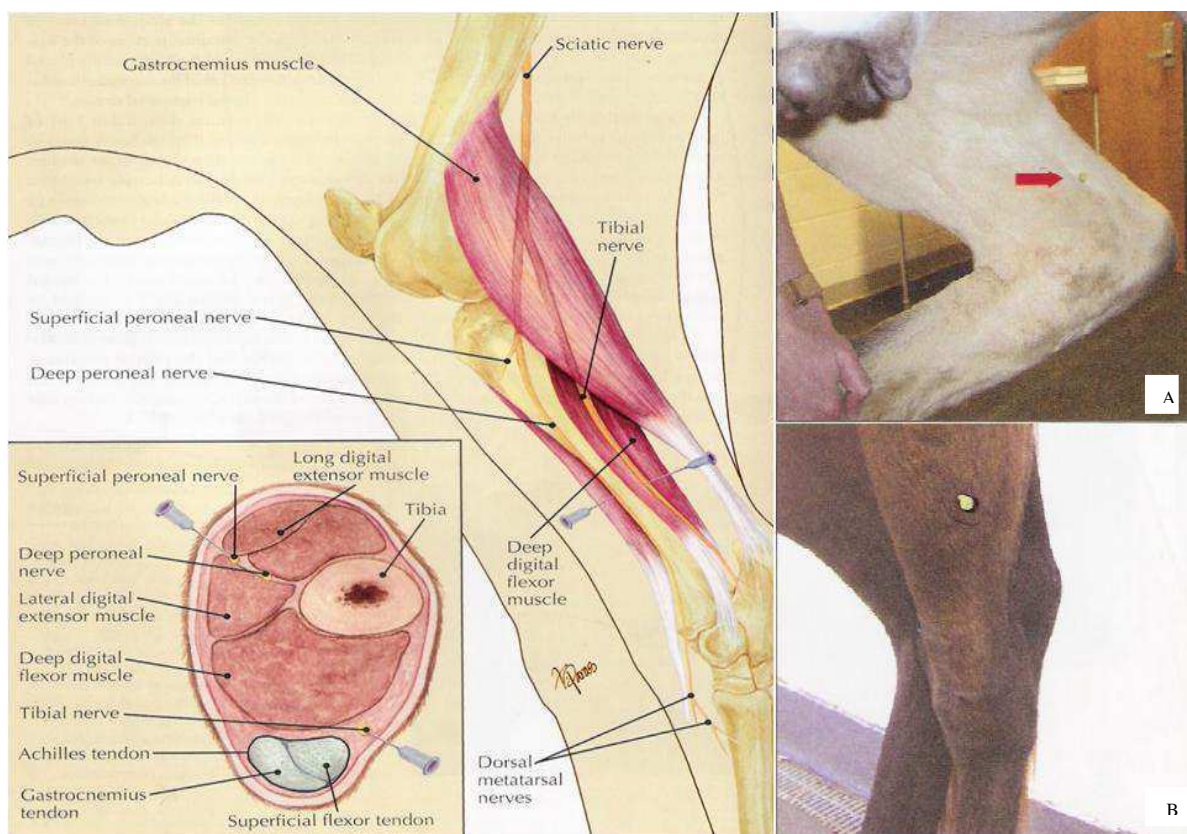 Sciatic nerve
Gastrocnemius muscle
Tibial
nerve
Superficial peroneal nerve
Deep peroneal nerve
Deep
digital
flexor
muscle
Dorsal
metatarsal
nerves
Superficial peroneal nerve
Long digital
extensor muscle
Tibia
Deep peroneal
nerve
Lateral digital
extensor muscle
Deep digital
flexor muscle
Tibial nerve
Achilles tendon
Gastrocnemius
tendon
Superficial flexor tendon
A
B